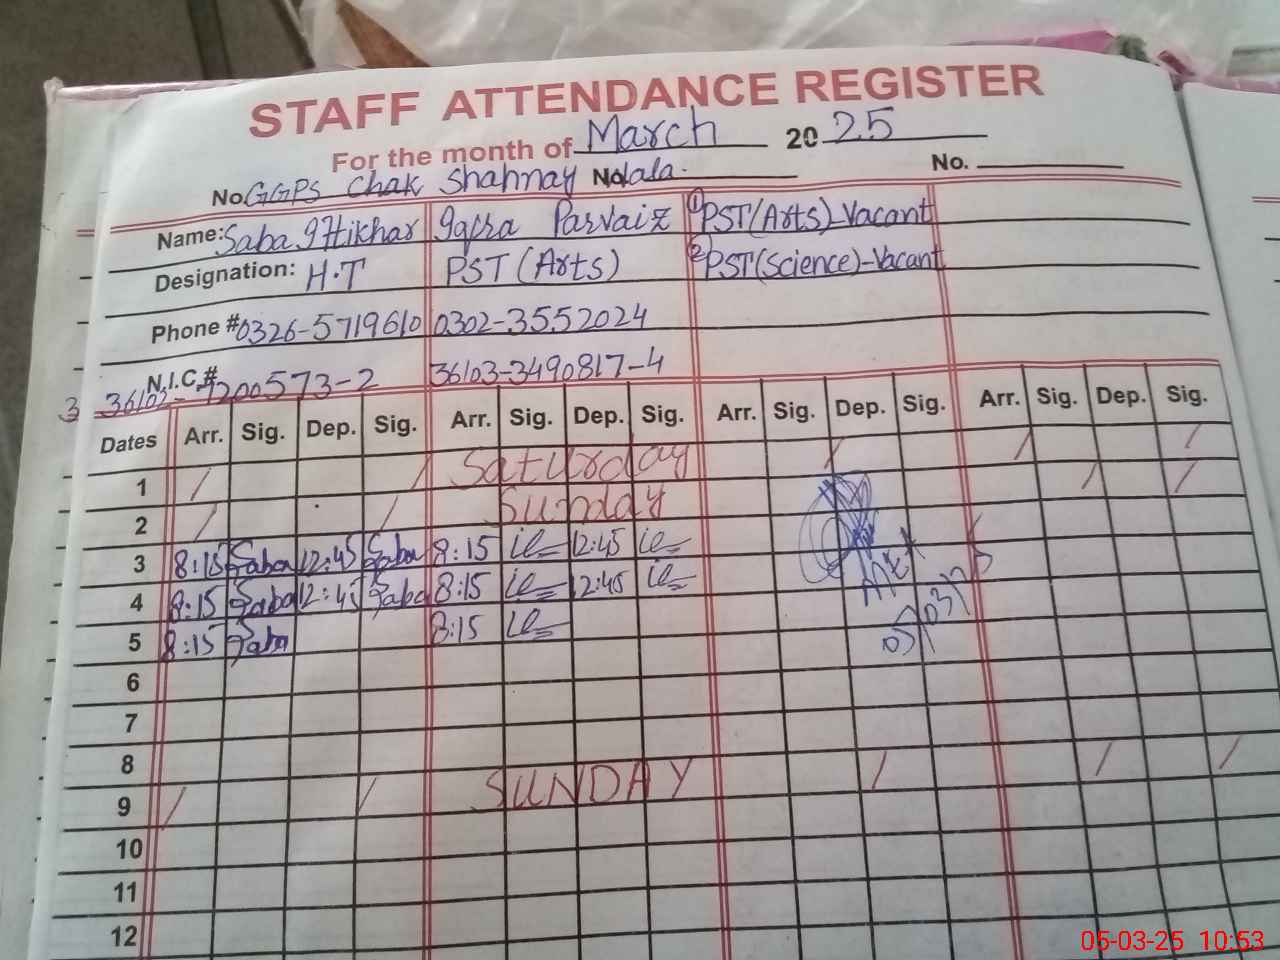 STAFF ATTENDANCE REGISTER
For the month of March 2025
No. GGPS Chak Shahnay Nala. No. No.
Name: Saba Iftikhar Iqra Parvaiz ① PST(Arts)-Vacant
Designation: H.T PST (Arts) ② PST(Science)-Vacant
Phone # 0326-5719610 0302-3552024
N.I.C.# 36103-3490817-4
Dates Arr. Sig. Dep. Sig. Arr. Sig. Dep. Sig. Arr. Sig. Dep. Sig. Arr. Sig. Dep. Sig.
1 Saturday
2 Sunday
3 8:15 Saba 12:45 Saba 8:15 12:45
4 8:15 Saba 12:45 Saba 8:15 12:45
5 8:15 Saba 8:15
6
7
8
9 SUNDAY
10
11
12
05-03-25 10:53